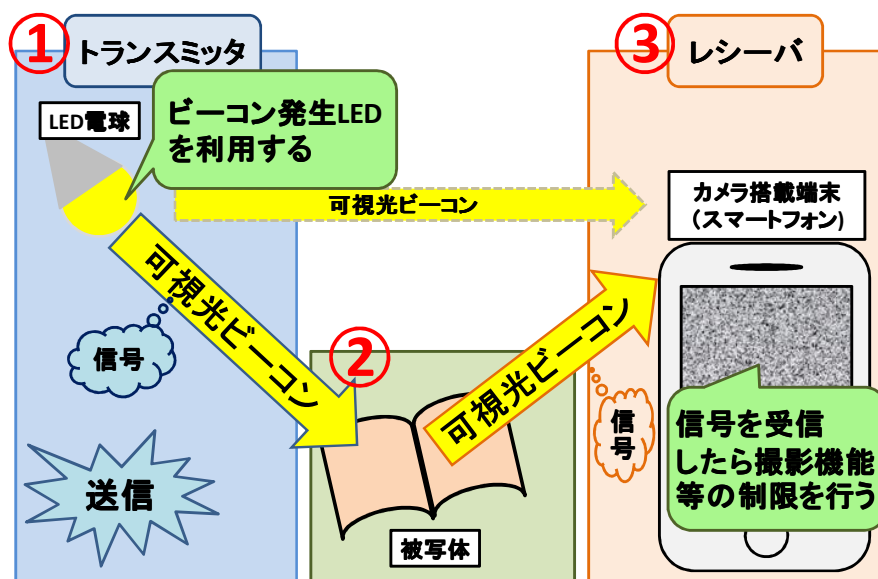 ① トランスミッタ
LED電球
ビーコン発生LED
を利用する
可視光ビーコン
可視光ビーコン
信号
送信
②
被写体
可視光ビーコン
③ レシーバ
カメラ搭載端末
（スマートフォン)
信号
信号を受信
したら撮影機能
等の制限を行う